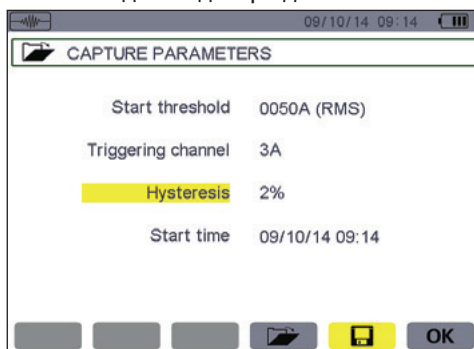 09/10/14 09:14
CAPTURE PARAMETERS
Start threshold 0050A (RMS)
Triggering channel 3A
Hysteresis 2%
Start time 09/10/14 09:14
OK